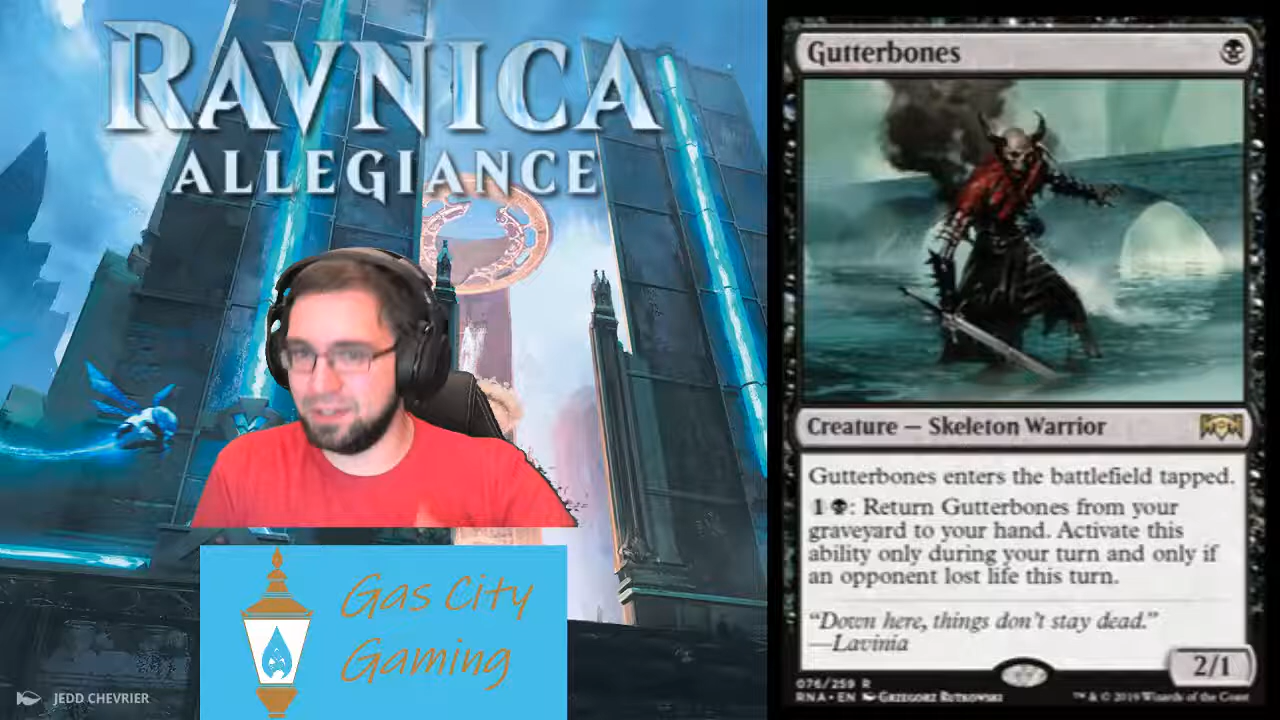 RAVNICA
ALLEGIANCE
Gas City
Gaming
JEDD CHEVRIER
Gutterbones
Creature — Skeleton Warrior
Gutterbones enters the battlefield tapped.
1 : Return Gutterbones from your
graveyard to your hand. Activate this
ability only during your turn and only if
an opponent lost life this turn.
“Down here, things don’t stay dead.”
—Lavinia
2/1
076/259 R
RNA • EN GRZEGORZ RUTKOWSKI
™ & © 2019 Wizards of the Coast